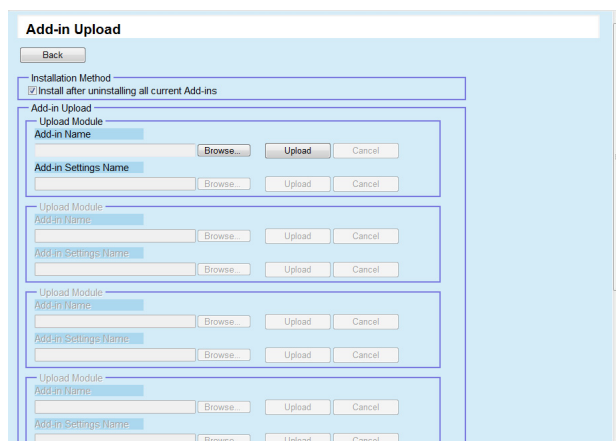 Add-in Upload
Back
Installation Method
Install after uninstalling all current Add-ins
Add-in Upload
Upload Module
Add-in Name
Browse... Upload Cancel
Add-in Settings Name
Browse... Upload Cancel
Upload Module
Add-in Name
Browse... Upload Cancel
Add-in Settings Name
Browse... Upload Cancel
Upload Module
Add-in Name
Browse... Upload Cancel
Add-in Settings Name
Browse... Upload Cancel
Upload Module
Add-in Name
Browse... Upload Cancel
Add-in Settings Name
Browse... Upload Cancel